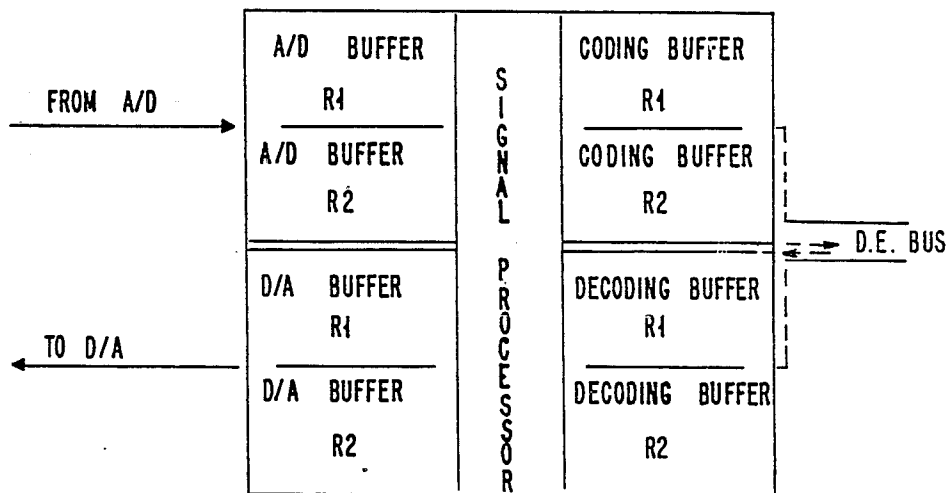 FROM A/D
TO D/A
A/D BUFFER
R1
A/D BUFFER
R2
D/A BUFFER
R1
D/A BUFFER
R2
SIGNAL PROCESSOR
CODING BUFFER
R1
CODING BUFFER
R2
DECODING BUFFER
R1
DECODING BUFFER
R2
D.E. BUS